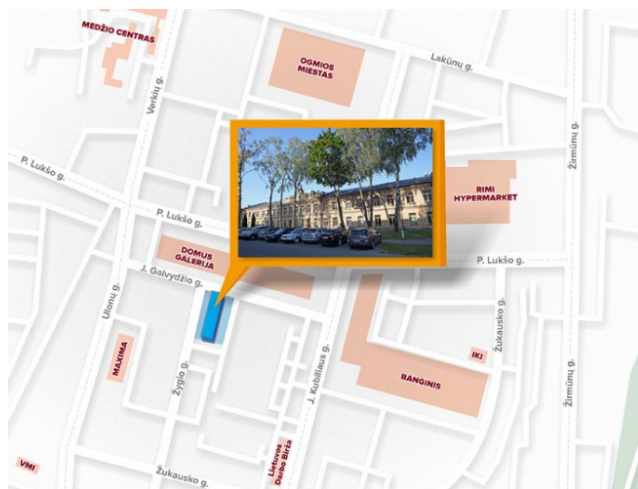 MEDŽIO CENTRAS
Verkių g.
OGMIOS
MIESTAS
Lakūnų g.
Žirmūnų g.
P. Lukšo g.
P. Lukšo g.
RIMI
HYPERMARKET
DOMUS
GALERIJA
P. Lukšo g.
J. Galvydžio g.
Ulonų g.
MAXIMA
Žygio g.
J. Kubiliaus g.
BANGINIS
IKI
Žukausko g.
Žirmūnų g.
VMI
Žukausko g.
Lietuvos
Darbo Birža